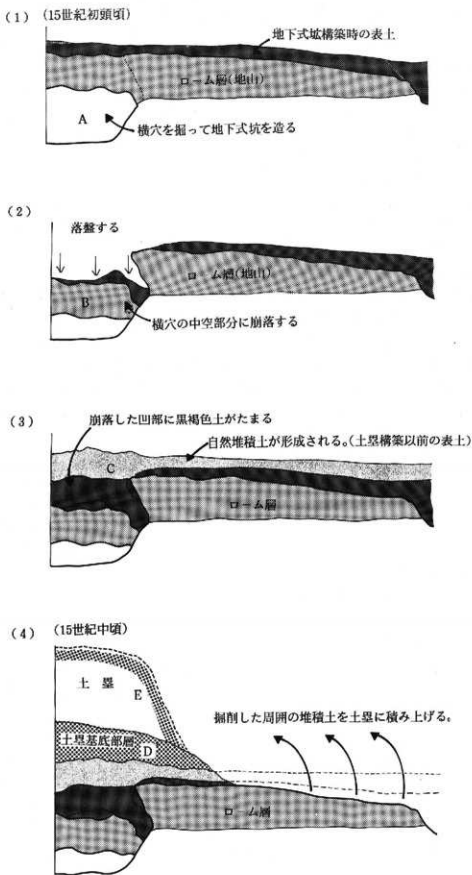 (1) (15世紀初頭頃)
地下式拡構築時の表土
ローム層(地山)
A
横穴を掘って地下式坑を造る
(2)
落盤する
ローム層(地山)
B
横穴の中空部分に崩落する
(3)
崩落した凹部に黒褐色土がたまる
自然堆積土が形成される。(土塁構築以前の表土)
C
ローム層
(4) (15世紀中頃)
土塁
E
掘削した周囲の堆積土を土塁に積み上げる。
土塁基底部層 D
ローム層